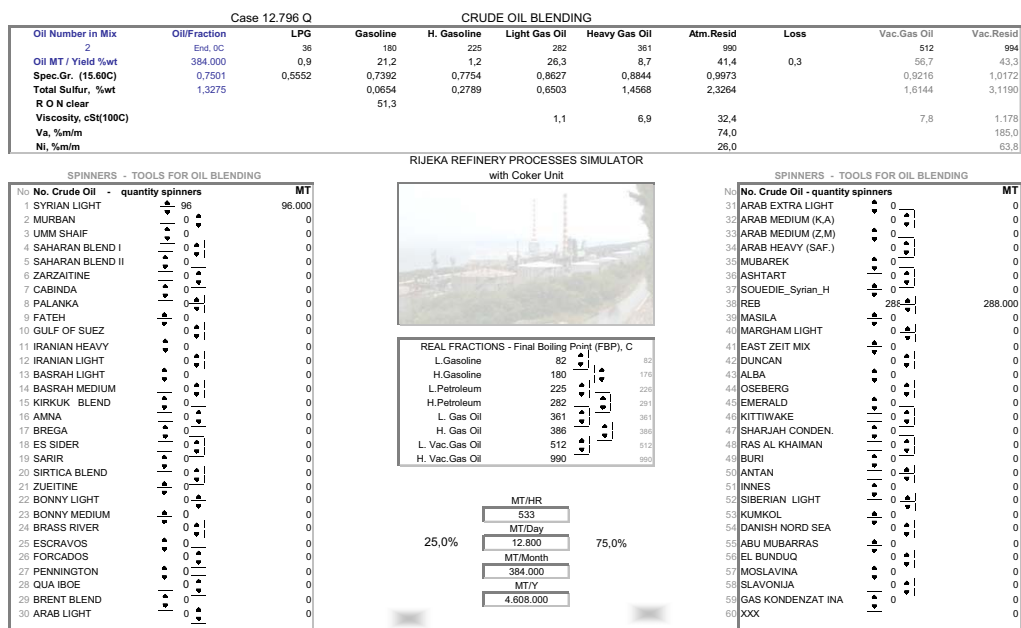 Case 12.796 Q CRUDE OIL BLENDING
Oil Number in Mix Oil/Fraction LPG Gasoline H. Gasoline Light Gas Oil Heavy Gas Oil Atm.Resid Loss Vac.Gas Oil Vac.Resid
2 End, 0C 36 180 225 282 361 990 512 994
Oil MT / Yield %wt 384.000 0,9 21,2 1,2 26,3 8,7 41,4 0,3 56,7 43,3
Spec.Gr. (15.60C) 0,7501 0,5552 0,7392 0,7754 0,8627 0,8844 0,9973 0,9216 1,0172
Total Sulfur, %wt 1,3275 0,0654 0,2789 0,6503 1,4568 2,3264 1,6144 3,1190
R O N clear 51,3
Viscosity, cSt(100C) 1,1 6,9 32,4 7,8 1.178
Va, %m/m 74,0 185,0
Ni, %m/m 26,0 63,8
RIJEKA REFINERY PROCESSES SIMULATOR
with Coker Unit
SPINNERS - TOOLS FOR OIL BLENDING
No No. Crude Oil - quantity spinners MT
1 SYRIAN LIGHT 96 96.000
2 MURBAN 0 0
3 UMM SHAIF 0 0
4 SAHARAN BLEND I 0 0
5 SAHARAN BLEND II 0 0
6 ZARZAITINE 0 0
7 CABINDA 0 0
8 PALANKA 0 0
9 FATEH 0 0
10 GULF OF SUEZ 0 0
11 IRANIAN HEAVY 0 0
12 IRANIAN LIGHT 0 0
13 BASRAH LIGHT 0 0
14 BASRAH MEDIUM 0 0
15 KIRKUK BLEND 0 0
16 AMNA 0 0
17 BREGA 0 0
18 ES SIDER 0 0
19 SARIR 0 0
20 SIRTICA BLEND 0 0
21 ZUEITINE 0 0
22 BONNY LIGHT 0 0
23 BONNY MEDIUM 0 0
24 BRASS RIVER 0 0
25 ESCRAVOS 0 0
26 FORCADOS 0 0
27 PENNINGTON 0 0
28 QUA IBOE 0 0
29 BRENT BLEND 0 0
30 ARAB LIGHT 0 0
REAL FRACTIONS - Final Boiling Point (FBP), C
L.Gasoline 82 82
H.Gasoline 180 176
L.Petroleum 225 226
H.Petroleum 282 291
L. Gas Oil 361 361
H. Gas Oil 386 386
L. Vac.Gas Oil 512 512
H. Vac.Gas Oil 990 990
MT/HR
533
MT/Day
25,0% 12.800 75,0%
MT/Month
384.000
MT/Y
4.608.000
SPINNERS - TOOLS FOR OIL BLENDING
No No. Crude Oil - quantity spinners MT
31 ARAB EXTRA LIGHT 0 0
32 ARAB MEDIUM (K,A) 0 0
33 ARAB MEDIUM (Z,M) 0 0
34 ARAB HEAVY (SAF.) 0 0
35 MUBAREK 0 0
36 ASHTART 0 0
37 SOUEDIE_Syrian_H 0 0
38 REB 288 288.000
39 MASILA 0 0
40 MARGHAM LIGHT 0 0
41 EAST ZEIT MIX 0 0
42 DUNCAN 0 0
43 ALBA 0 0
44 OSEBERG 0 0
45 EMERALD 0 0
46 KITTIWAKE 0 0
47 SHARJAH CONDEN. 0 0
48 RAS AL KHAIMAN 0 0
49 BURI 0 0
50 ANTAN 0 0
51 INNES 0 0
52 SIBERIAN LIGHT 0 0
53 KUMKOL 0 0
54 DANISH NORD SEA 0 0
55 ABU MUBARRAS 0 0
56 EL BUNDUQ 0 0
57 MOSLAVINA 0 0
58 SLAVONIJA 0 0
59 GAS KONDENZAT INA 0 0
60 XXX 0 0